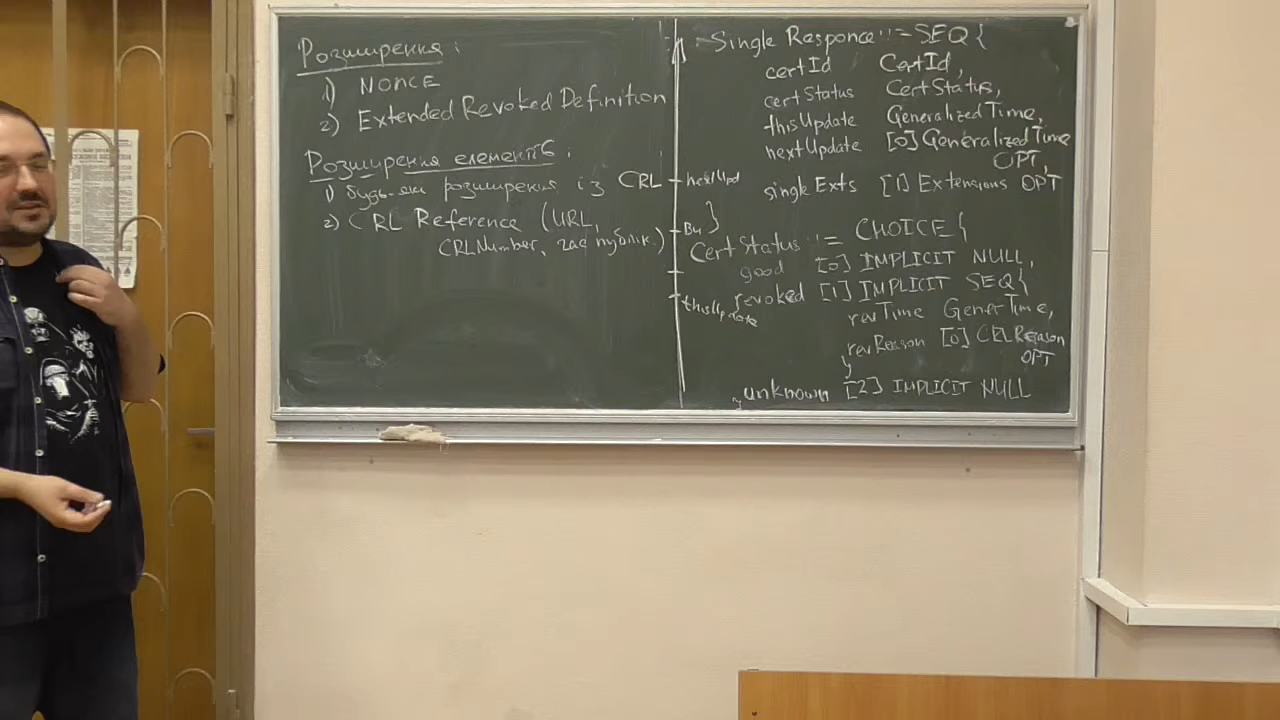 Розширення:
1) NONCE
2) Extended Revoked Definition
Розширення елементів:
1) будь-які розширення із CRL
2) CRL Reference (URL,
CRLNumber, час публік.)
nextUpd
thisUpdate
Single Responce ::= SEQ {
certId CertId,
certStatus CertStatus,
thisUpdate GeneralizedTime,
nextUpdate [0] GeneralizedTime
OPT,
singleExts [1] Extensions OPT
}
CertStatus ::= CHOICE {
good [0] IMPLICIT NULL,
revoked [1] IMPLICIT SEQ {
revTime GenerTime,
revReason [0] CRLReason
OPT
}
unknown [2] IMPLICIT NULL
}